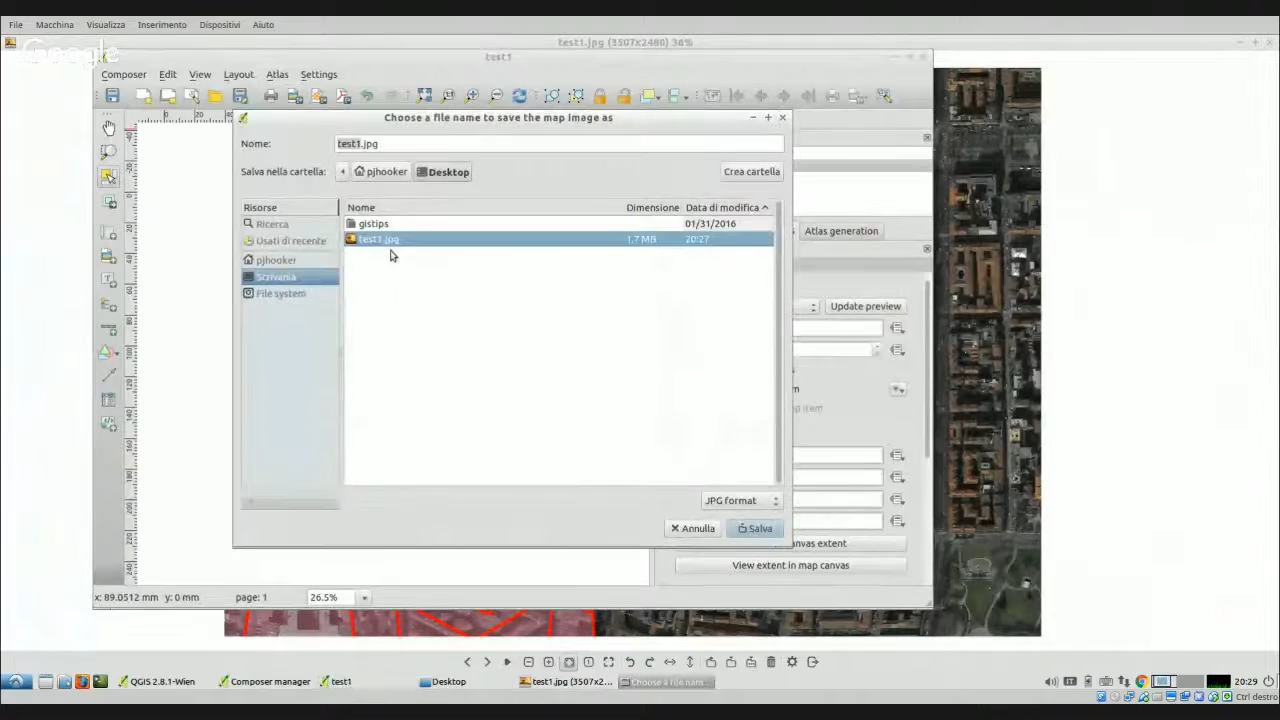 File Macchina Visualizza Inserimento Dispositivi Aiuto
test1.jpg (3507x2480) 36%
Google
test1
Composer Edit View Layout Atlas Settings
Choose a file name to save the map image as
Nome: test1.jpg
Salva nella cartella: pjhooker Desktop Crea cartella
Risorse Nome Dimensione Data di modifica
Ricerca gistips 01/31/2016
Usati di recente test1.jpg 1.7 MB 20:27
pjhooker
Scrivania
File system
Atlas generation
Update preview
JPG format
Annulla Salva
canvas extent
View extent in map canvas
x: 89.0512 mm y: 0 mm page: 1 26.5%
QGIS 2.8.1-Wien Composer manager test1 Desktop test1.jpg (3507x2... Choose a file nam... IT 20:29
Ctrl destro